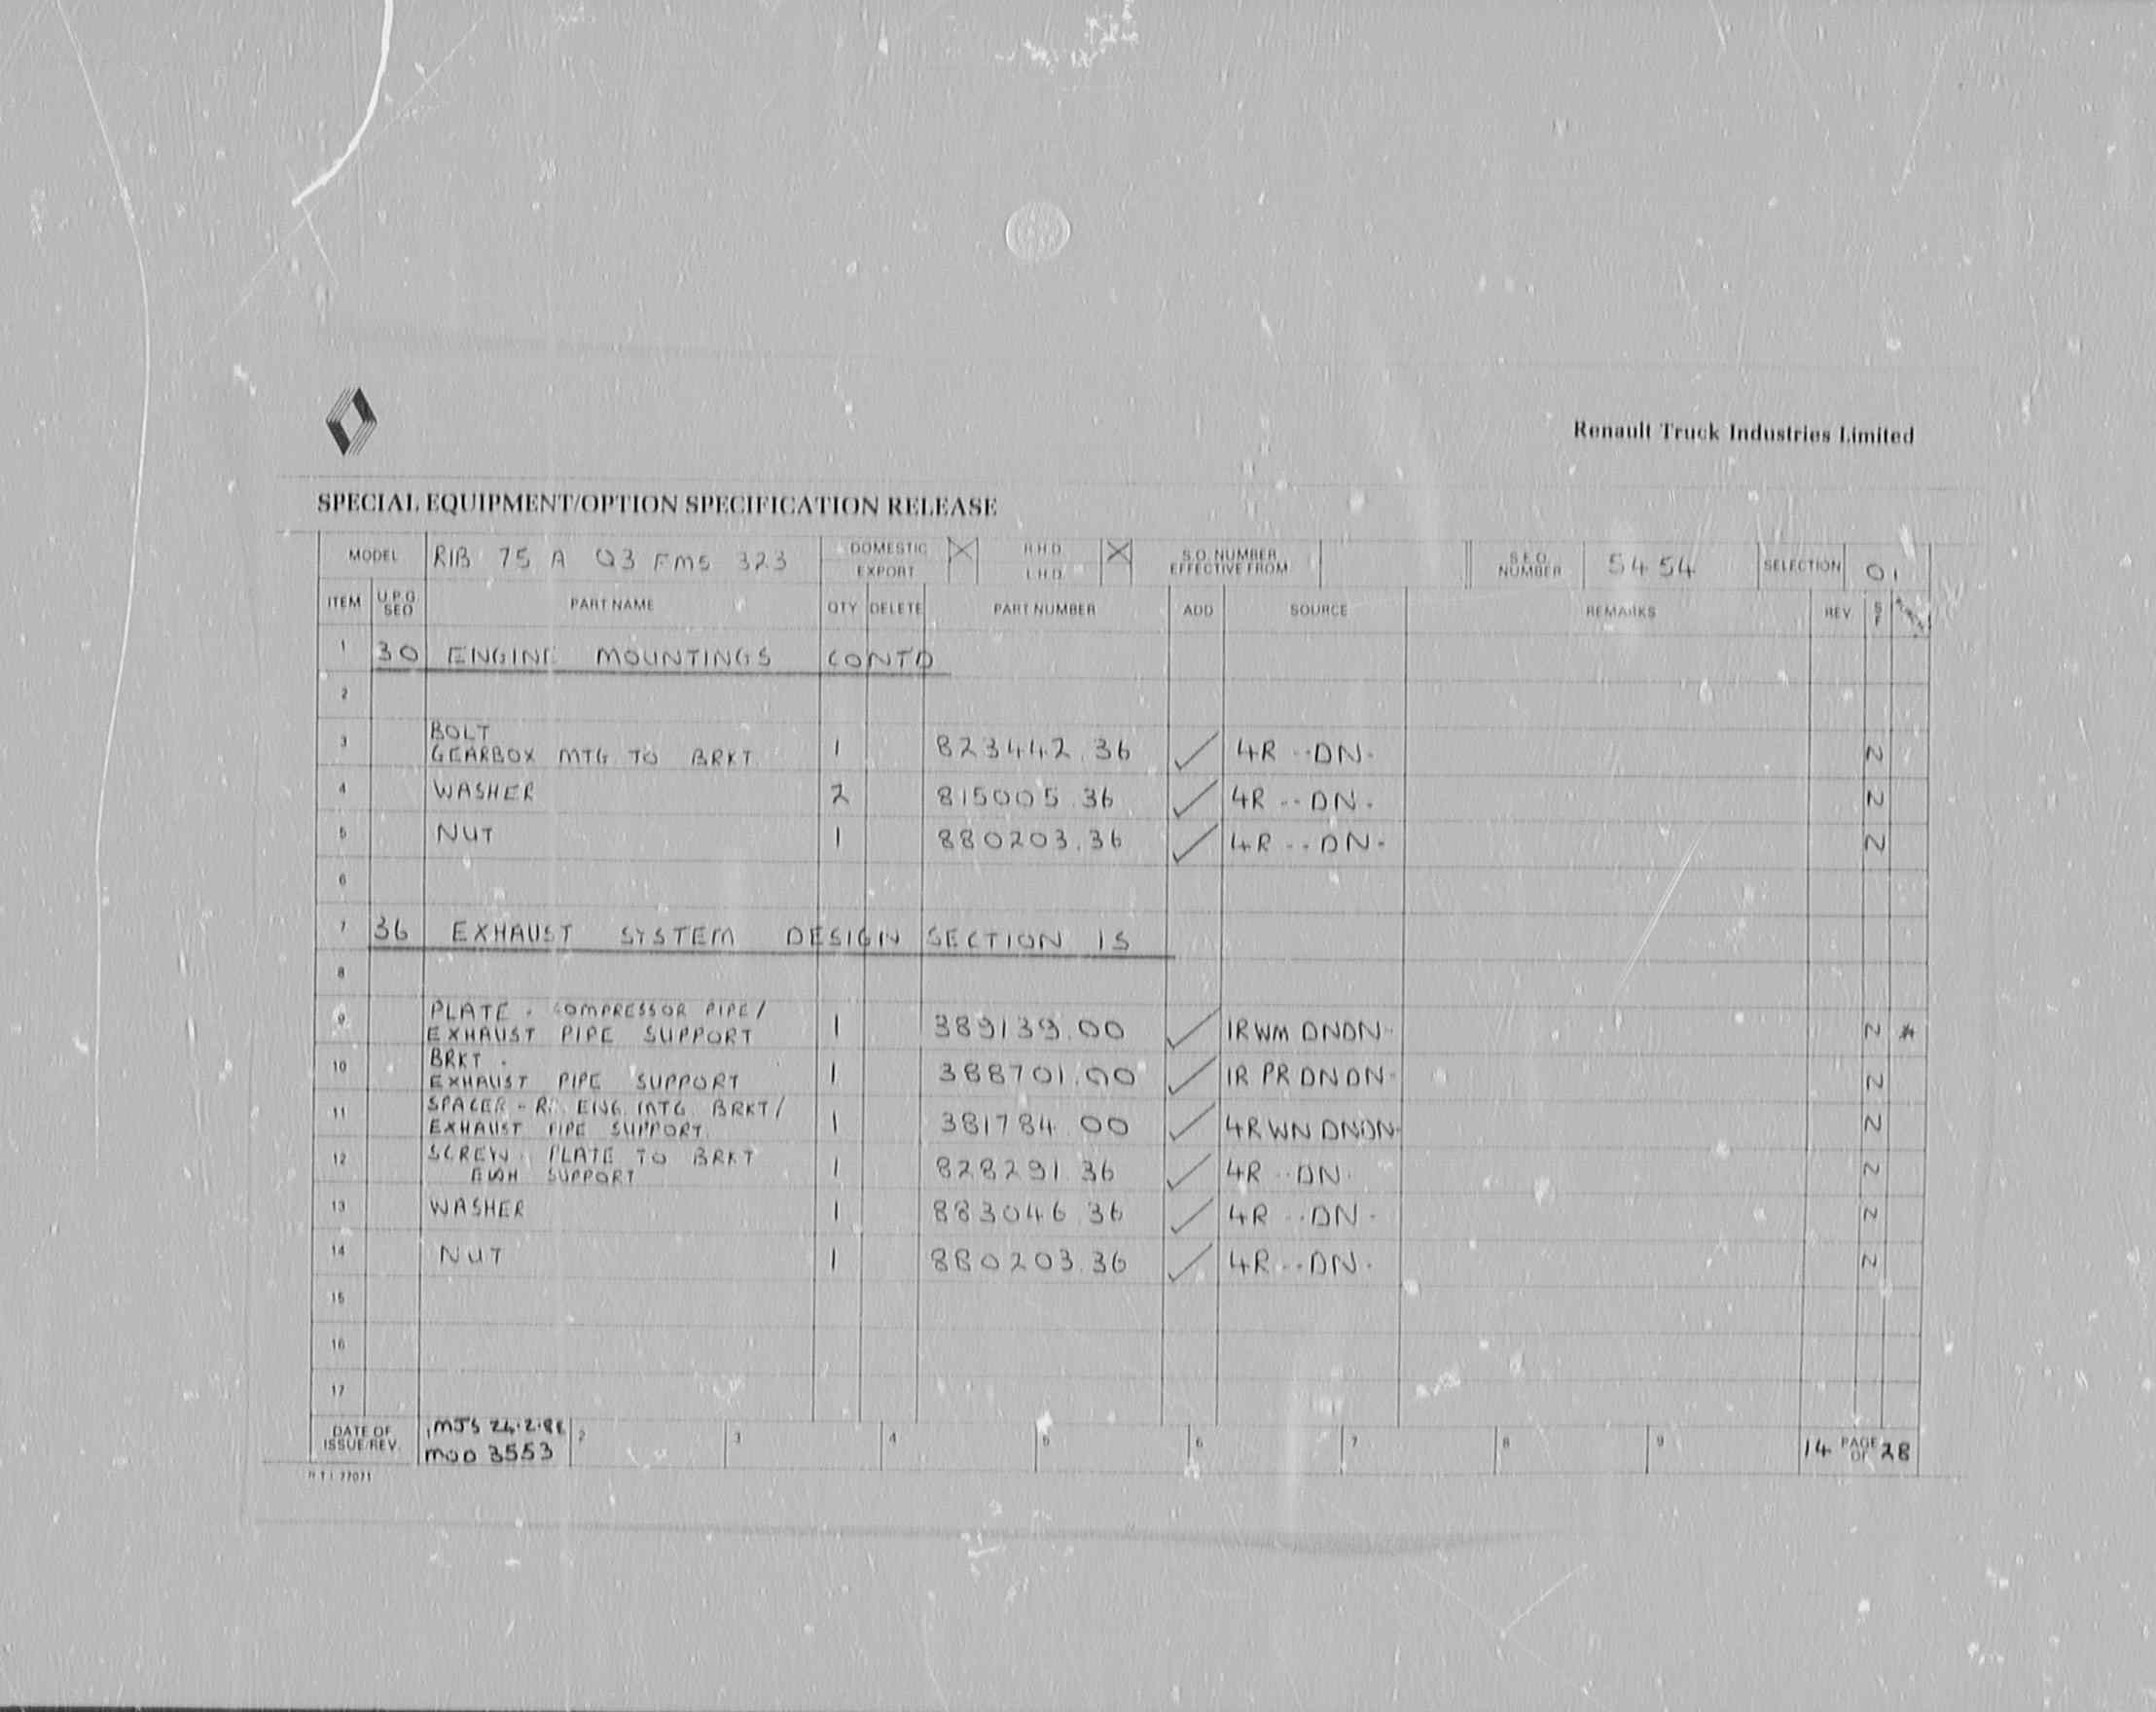 Renault Truck Industries Limited
SPECIAL EQUIPMENT/OPTION SPECIFICATION RELEASE
MODEL RIB 75 A Q3 FMS 323 DOMESTIC X R.H.D. X S.O. NUMBER S.E.O. 5454 SELECTION 01
EXPORT L.H.D. EFFECTIVE FROM NUMBER
ITEM U.P.G. SEQ PART NAME QTY DELETE PART NUMBER ADD SOURCE REMARKS REV
1 30 ENGINE MOUNTINGS CONTD
2
3 BOLT
GEARBOX MTG TO BRKT 1 823442.36 ✓ 4R --DN- N
4 WASHER 2 815005.36 ✓ 4R --DN- N
5 NUT 1 880203.36 ✓ 4R --DN- N
6
7 36 EXHAUST SYSTEM DESIGN SECTION 15
8
9 PLATE - COMPRESSOR PIPE/
EXHAUST PIPE SUPPORT 1 389139.00 ✓ 1RWM DNDN- N *
10 BRKT -
EXHAUST PIPE SUPPORT 1 388701.00 ✓ 1R PR DNDN- N
11 SPACER - RR ENG. MTG. BRKT/
EXHAUST PIPE SUPPORT 1 381784.00 ✓ 4RWN DNDN- N
12 SCREW - PLATE TO BRKT
SUPPORT 1 828291.36 ✓ 4R --DN- N
13 WASHER 1 883046.36 ✓ 4R --DN- N
14 NUT 1 880203.36 ✓ 4R --DN- N
15
16
17
DATE OF MJS 24.2.86 2 3 4 5 6 7 8 9 14 PAGE OF 28
ISSUE/REV. MOD 3553
R.T.I. 77071